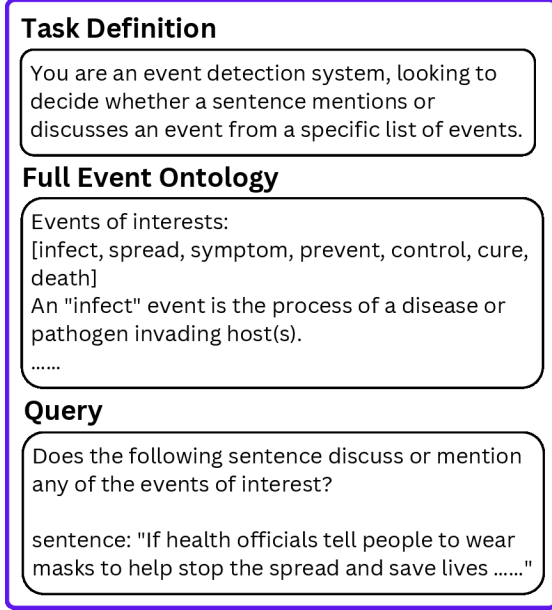 Task Definition
You are an event detection system, looking to
decide whether a sentence mentions or
discusses an event from a specific list of events.
Full Event Ontology
Events of interests:
[infect, spread, symptom, prevent, control, cure,
death]
An "infect" event is the process of a disease or
pathogen invading host(s).
......
Query
Does the following sentence discuss or mention
any of the events of interest?
sentence: "If health officials tell people to wear
masks to help stop the spread and save lives ......"